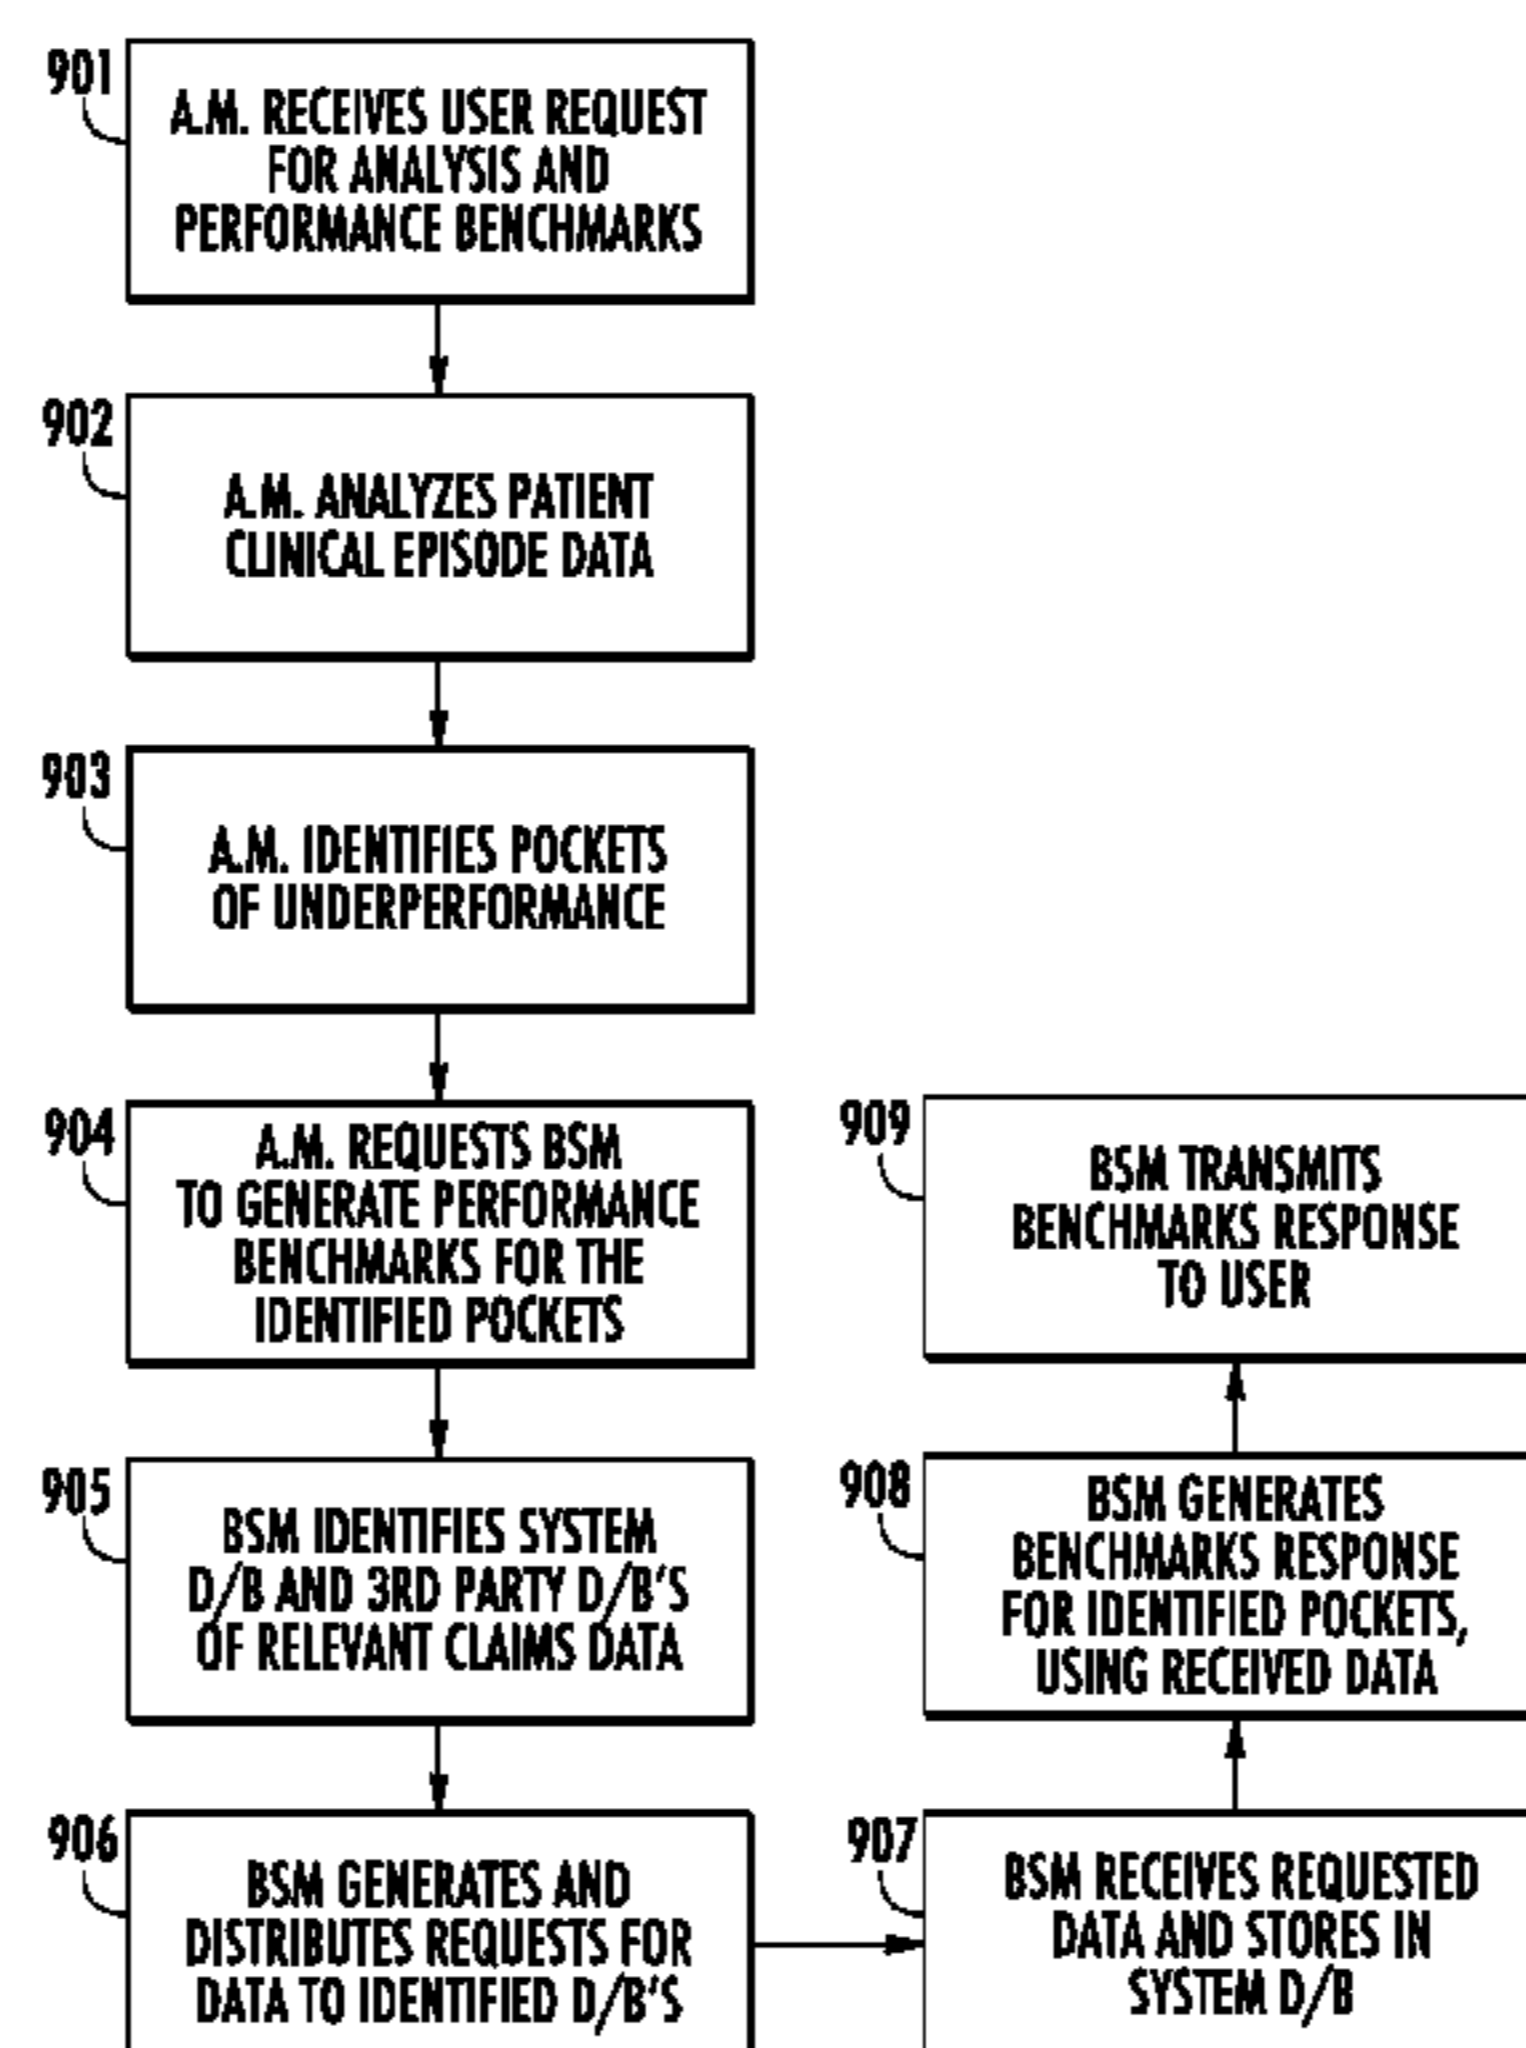 901
A.M. RECEIVES USER REQUEST
FOR ANALYSIS AND
PERFORMANCE BENCHMARKS
902
A.M. ANALYZES PATIENT
CLINICAL EPISODE DATA
903
A.M. IDENTIFIES POCKETS
OF UNDERPERFORMANCE
904
A.M. REQUESTS BSM
TO GENERATE PERFORMANCE
BENCHMARKS FOR THE
IDENTIFIED POCKETS
905
BSM IDENTIFIES SYSTEM
D/B AND 3RD PARTY D/B'S
OF RELEVANT CLAIMS DATA
906
BSM GENERATES AND
DISTRIBUTES REQUESTS FOR
DATA TO IDENTIFIED D/B'S
907
BSM RECEIVES REQUESTED
DATA AND STORES IN
SYSTEM D/B
908
BSM GENERATES
BENCHMARKS RESPONSE
FOR IDENTIFIED POCKETS,
USING RECEIVED DATA
909
BSM TRANSMITS
BENCHMARKS RESPONSE
TO USER